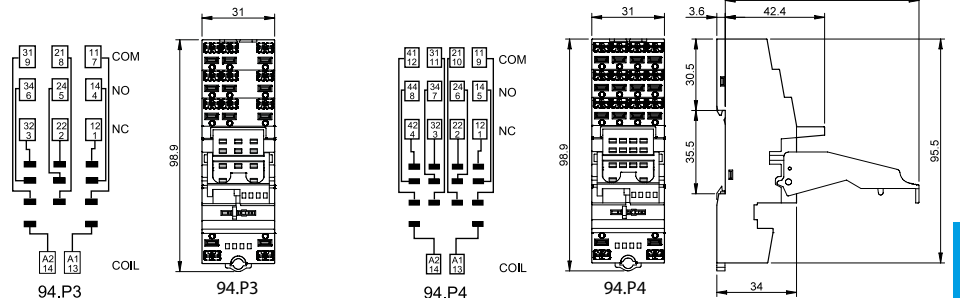 31 21 11 COM
9 8 7
34 24 14 NO
6 5 4
32 22 12 NC
3 2 1
A2 A1 COIL
14 13
94.P3
31
98.9
94.P3
41 31 21 11 COM
12 11 10 9
44 34 24 14 NO
8 7 6 5
42 32 22 12 NC
4 3 2 1
A2 A1 COIL
14 13
94.P4
31
98.9
94.P4
3.6 42.4
30.5
35.5
95.5
34